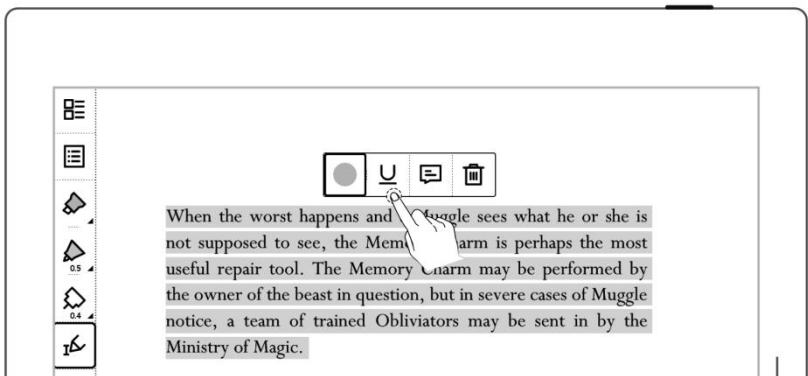 U
When the worst happens and Muggle sees what he or she is
not supposed to see, the Memo arm is perhaps the most
useful repair tool. The Memory Charm may be performed by
0.5
the owner of the beast in question, but in severe cases of Muggle
0.4
notice, a team of trained Obliviators may be sent in by the
I
Ministry of Magic.